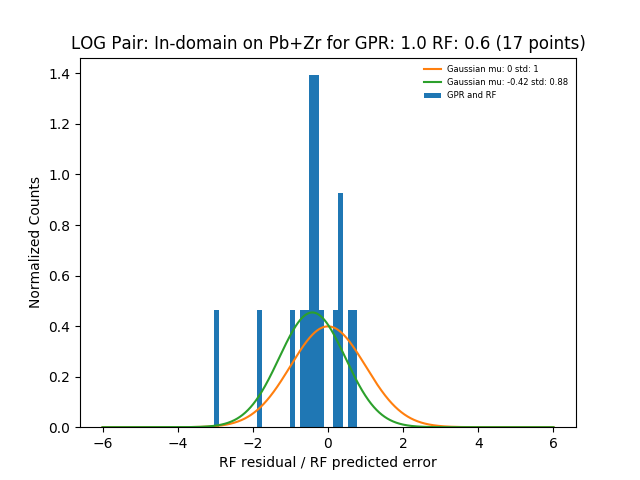 LOG Pair: In-domain on Pb+Zr for GPR: 1.0 RF: 0.6 (17 points)
Gaussian mu: 0 std: 1
Gaussian mu: -0.42 std: 0.88
GPR and RF
Normalized Counts
1.4
1.2
1.0
0.8
0.6
0.4
0.2
0.0
−6 −4 −2 0 2 4 6
RF residual / RF predicted error